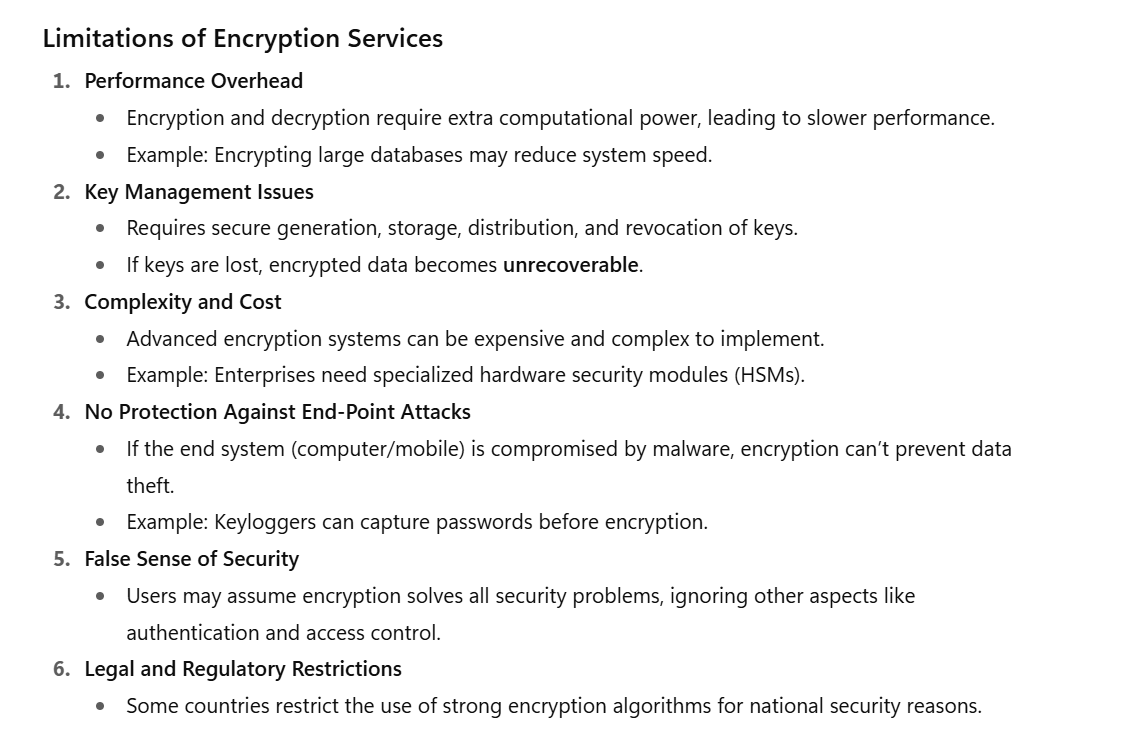 Limitations of Encryption Services
1. Performance Overhead
• Encryption and decryption require extra computational power, leading to slower performance.
• Example: Encrypting large databases may reduce system speed.
2. Key Management Issues
• Requires secure generation, storage, distribution, and revocation of keys.
• If keys are lost, encrypted data becomes unrecoverable.
3. Complexity and Cost
• Advanced encryption systems can be expensive and complex to implement.
• Example: Enterprises need specialized hardware security modules (HSMs).
4. No Protection Against End-Point Attacks
• If the end system (computer/mobile) is compromised by malware, encryption can’t prevent data
theft.
• Example: Keyloggers can capture passwords before encryption.
5. False Sense of Security
• Users may assume encryption solves all security problems, ignoring other aspects like
authentication and access control.
6. Legal and Regulatory Restrictions
• Some countries restrict the use of strong encryption algorithms for national security reasons.